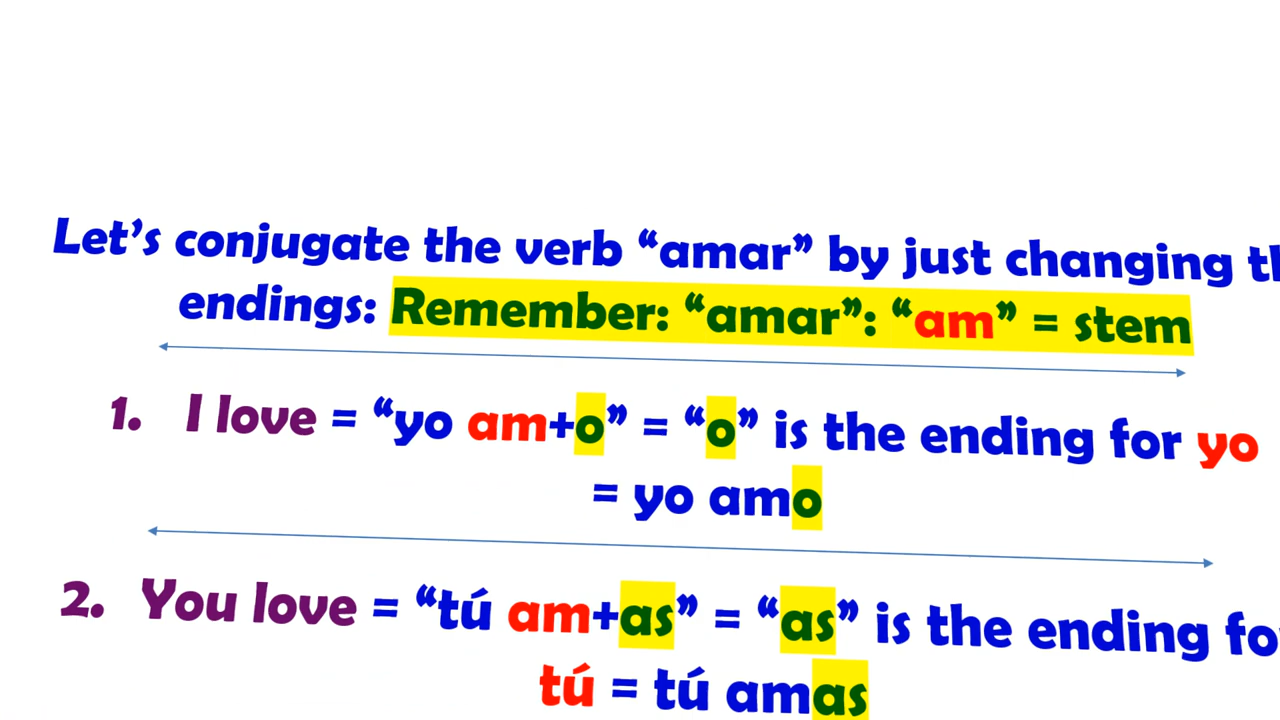 Let’s conjugate the verb “amar” by just changing th
endings: Remember: “amar”: “am” = stem
1. I love = “yo am+o” = “o” is the ending for yo
= yo amo
2. You love = “tú am+as” = “as” is the ending fo
tú = tú amas